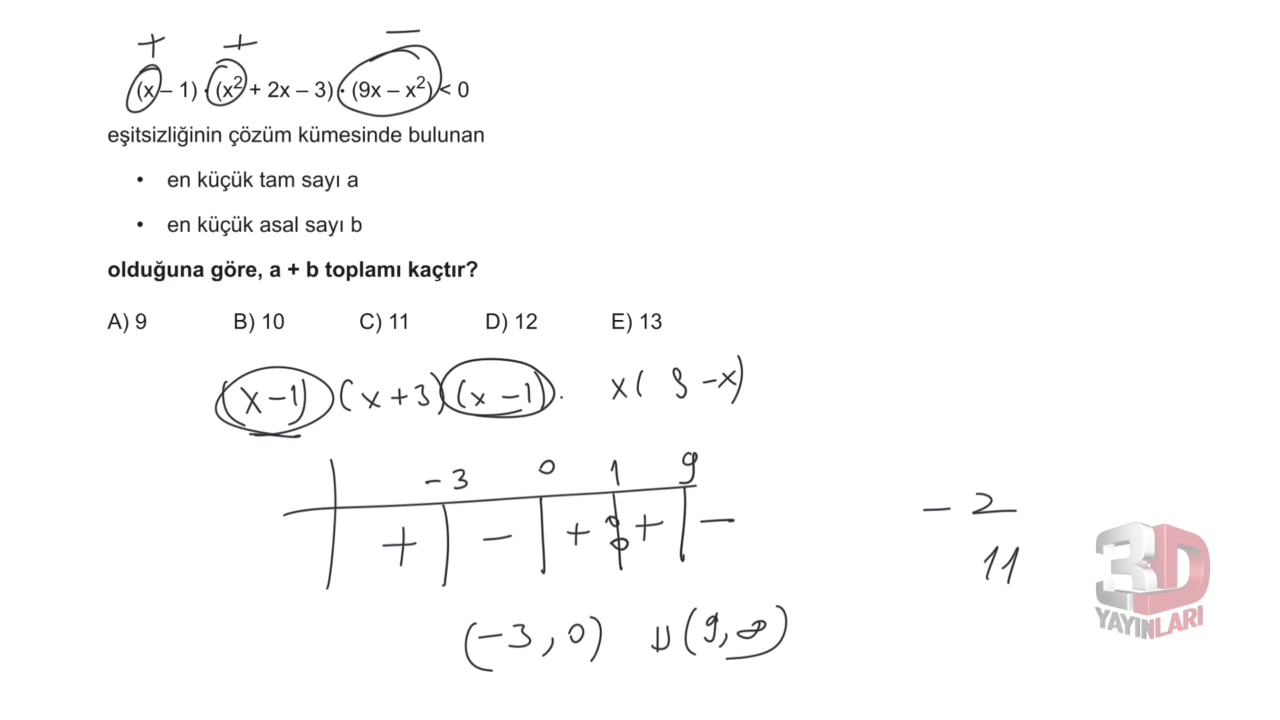 + + −
(x – 1) · (x² + 2x – 3) · (9x – x²) < 0
eşitsizliğinin çözüm kümesinde bulunan
• en küçük tam sayı a
• en küçük asal sayı b
olduğuna göre, a + b toplamı kaçtır?
A) 9 B) 10 C) 11 D) 12 E) 13
(x−1) (x+3) (x−1) · x(9−x)
−3 0 1 9
+ − + + −
(−3, 0) ∪ (9, ∞)
−2
11
3D
YAYINLARI